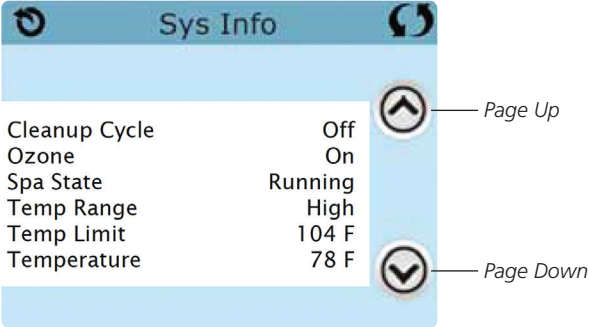 Sys Info
Page Up
Cleanup Cycle Off
Ozone On
Spa State Running
Temp Range High
Temp Limit 104 F
Temperature 78 F
Page Down